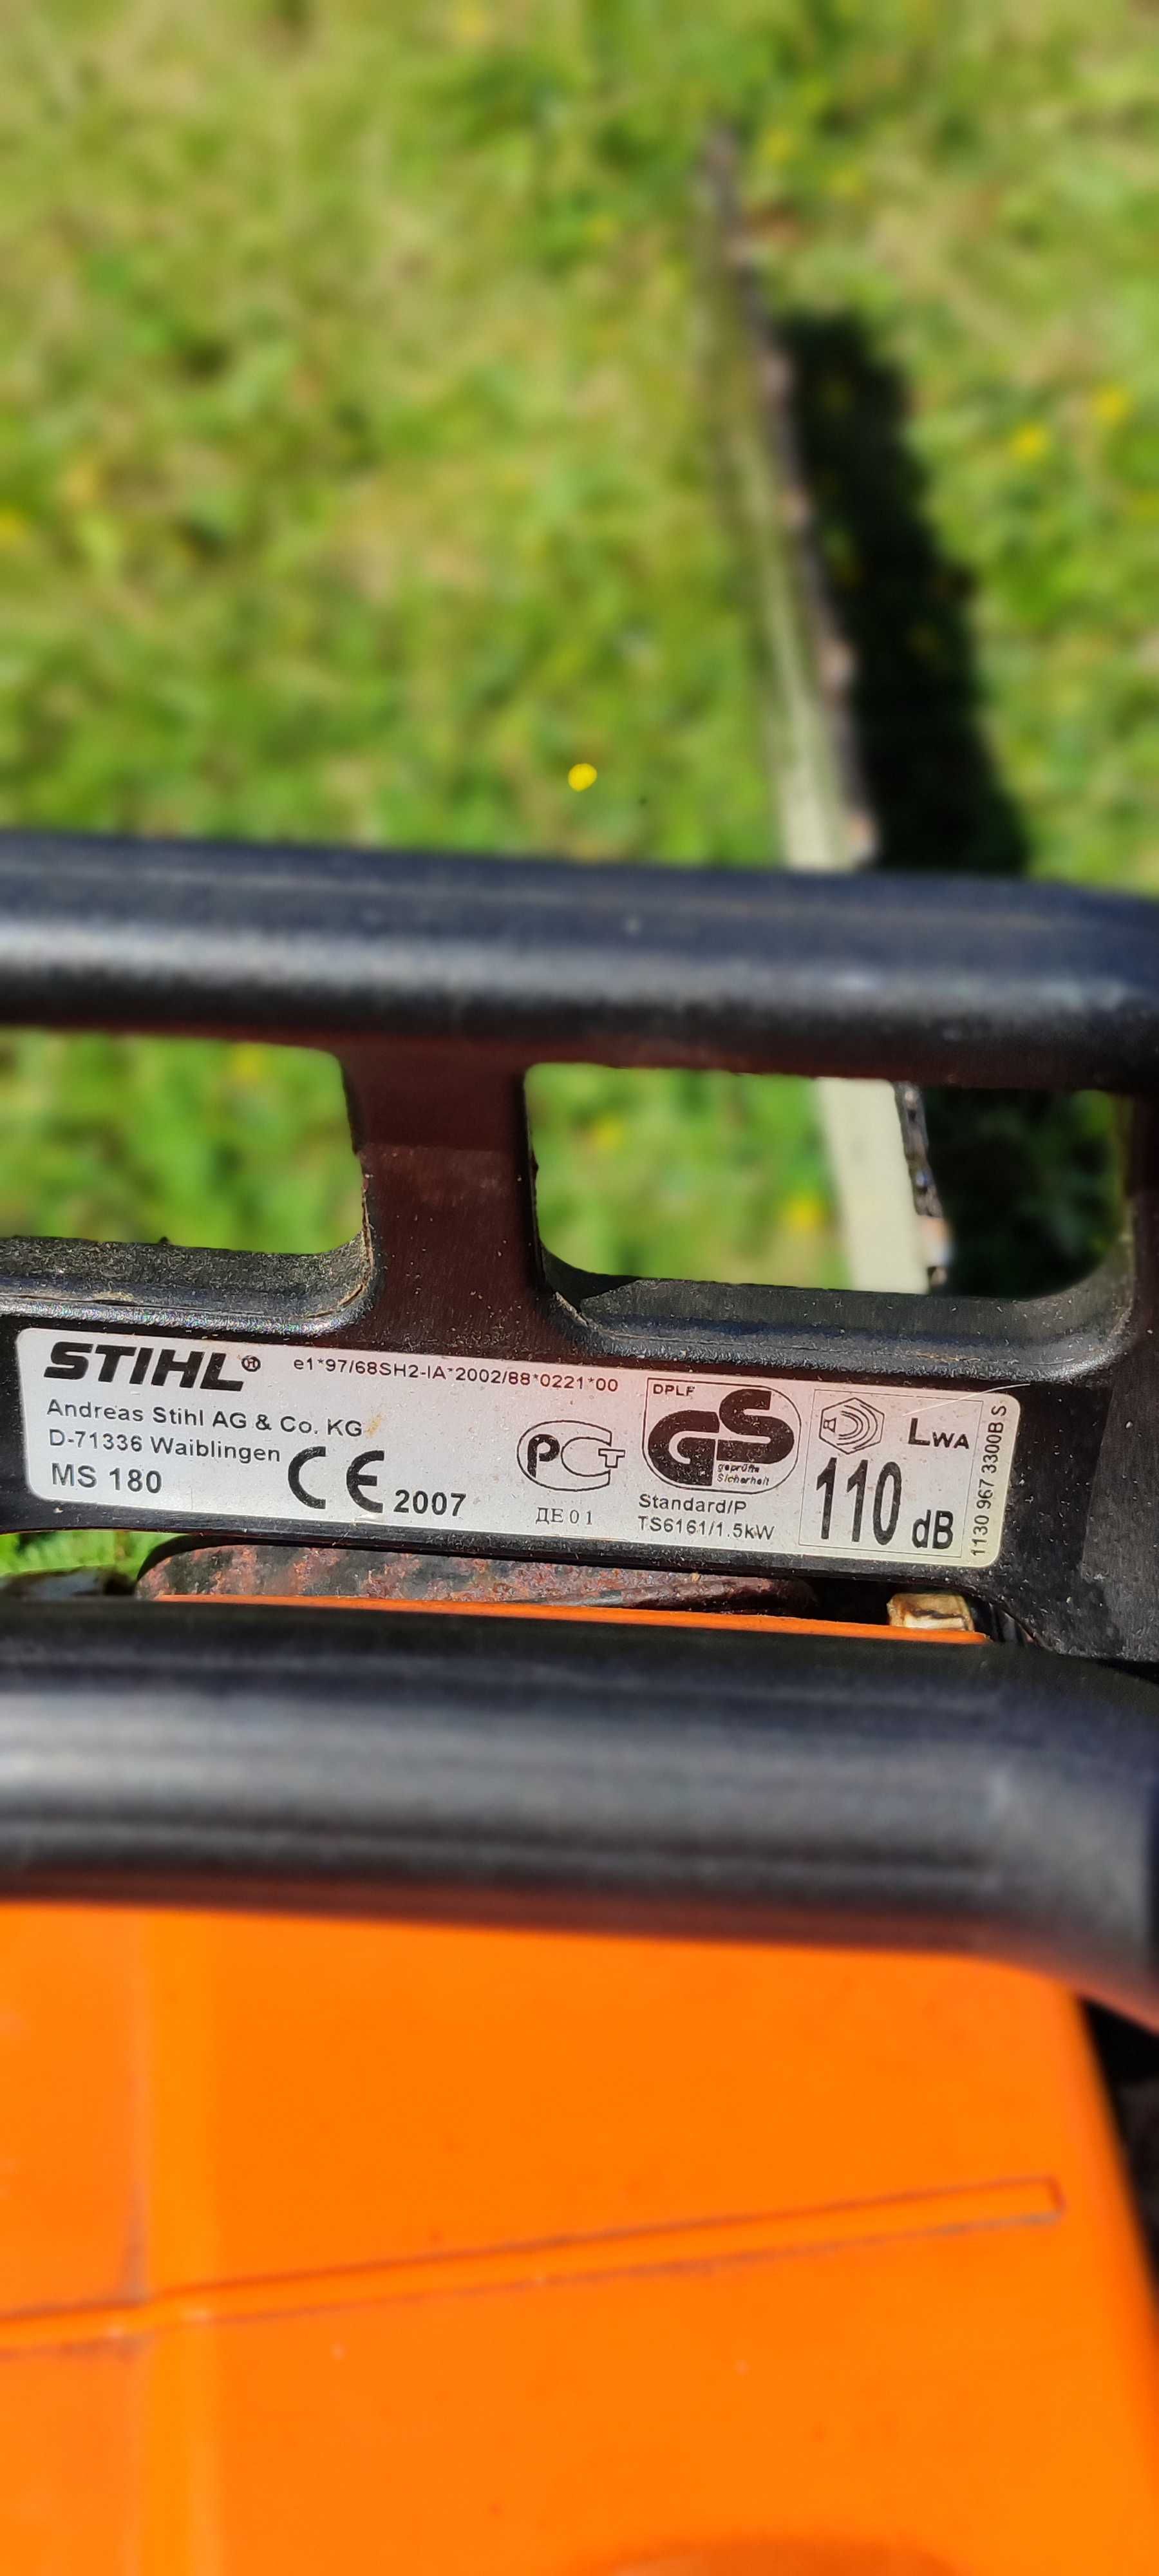 STIHL® e1*97/68SH2-IA*2002/88*0221*00
Andreas Stihl AG & Co. KG
D-71336 Waiblingen
MS 180
CE 2007
PCT
ДЕ 01
DPLF
GS
geprüfte
Sicherheit
Standard/P
TS6161/1.5kW
LWA
110 dB
1130 967 3300B S